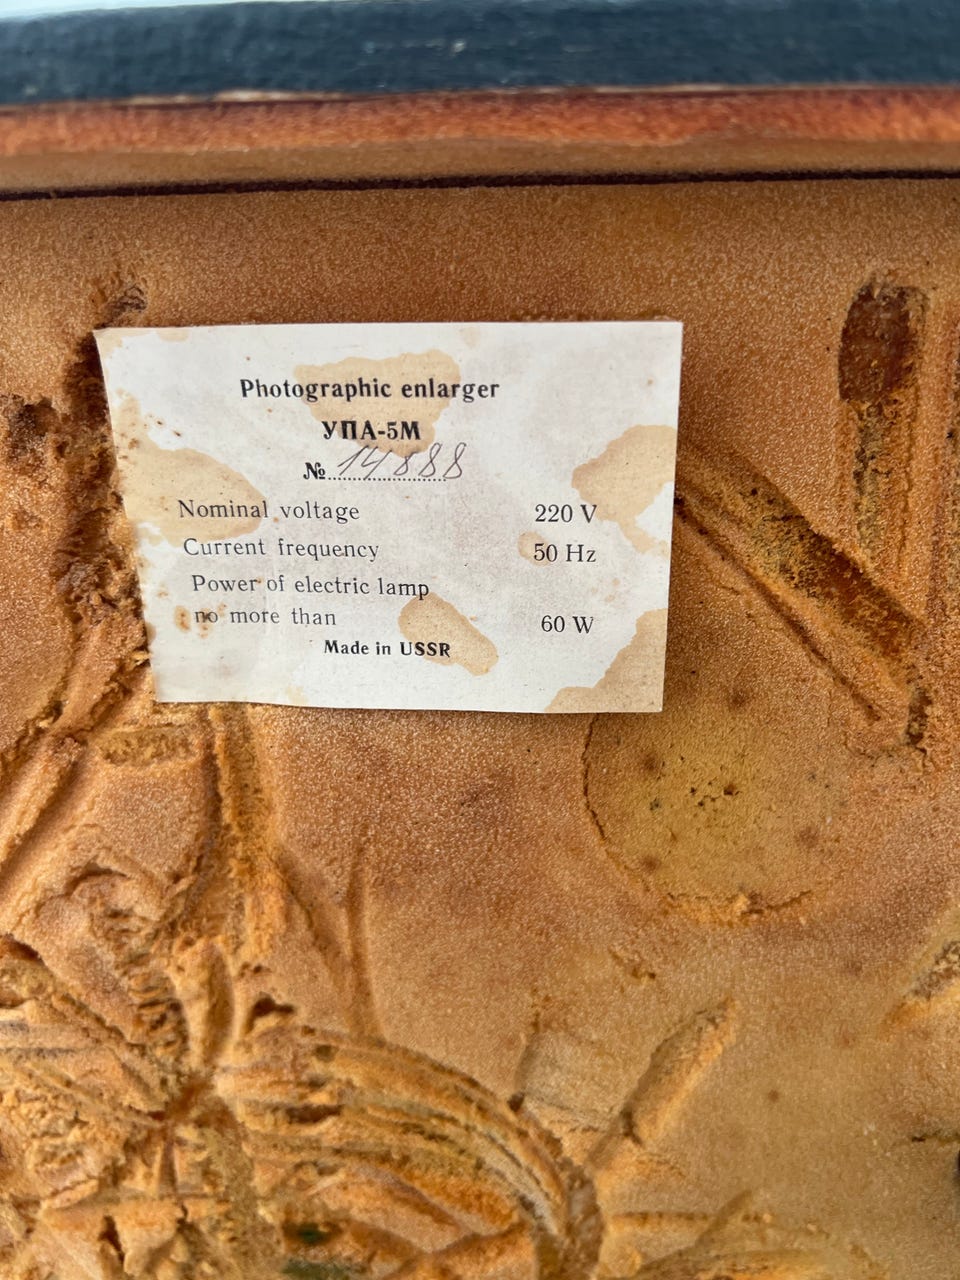 Photographic enlarger
УПА-5М
№ 14888
Nominal voltage 220 V
Current frequency 50 Hz
Power of electric lamp
no more than 60 W
Made in USSR